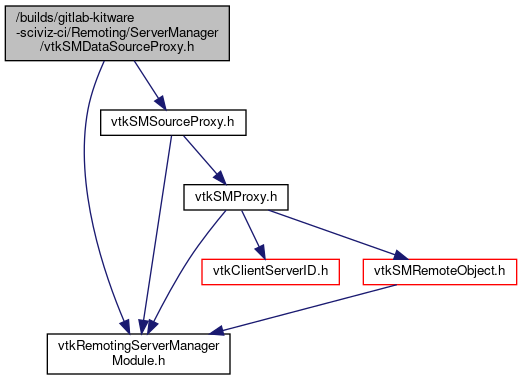 /builds/gitlab-kitware
-sciviz-ci/Remoting/ServerManager
/vtkSMDataSourceProxy.h
vtkSMSourceProxy.h
vtkSMProxy.h
vtkClientServerID.h
vtkSMRemoteObject.h
vtkRemotingServerManager
Module.h